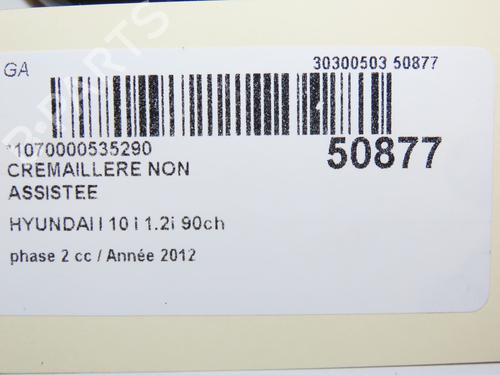 GA
30300503 50877
*1070000535290
50877
CREMAILLERE NON
ASSISTEE
HYUNDAI I 10 i 1.2i 90ch
phase 2 cc / Année 2012